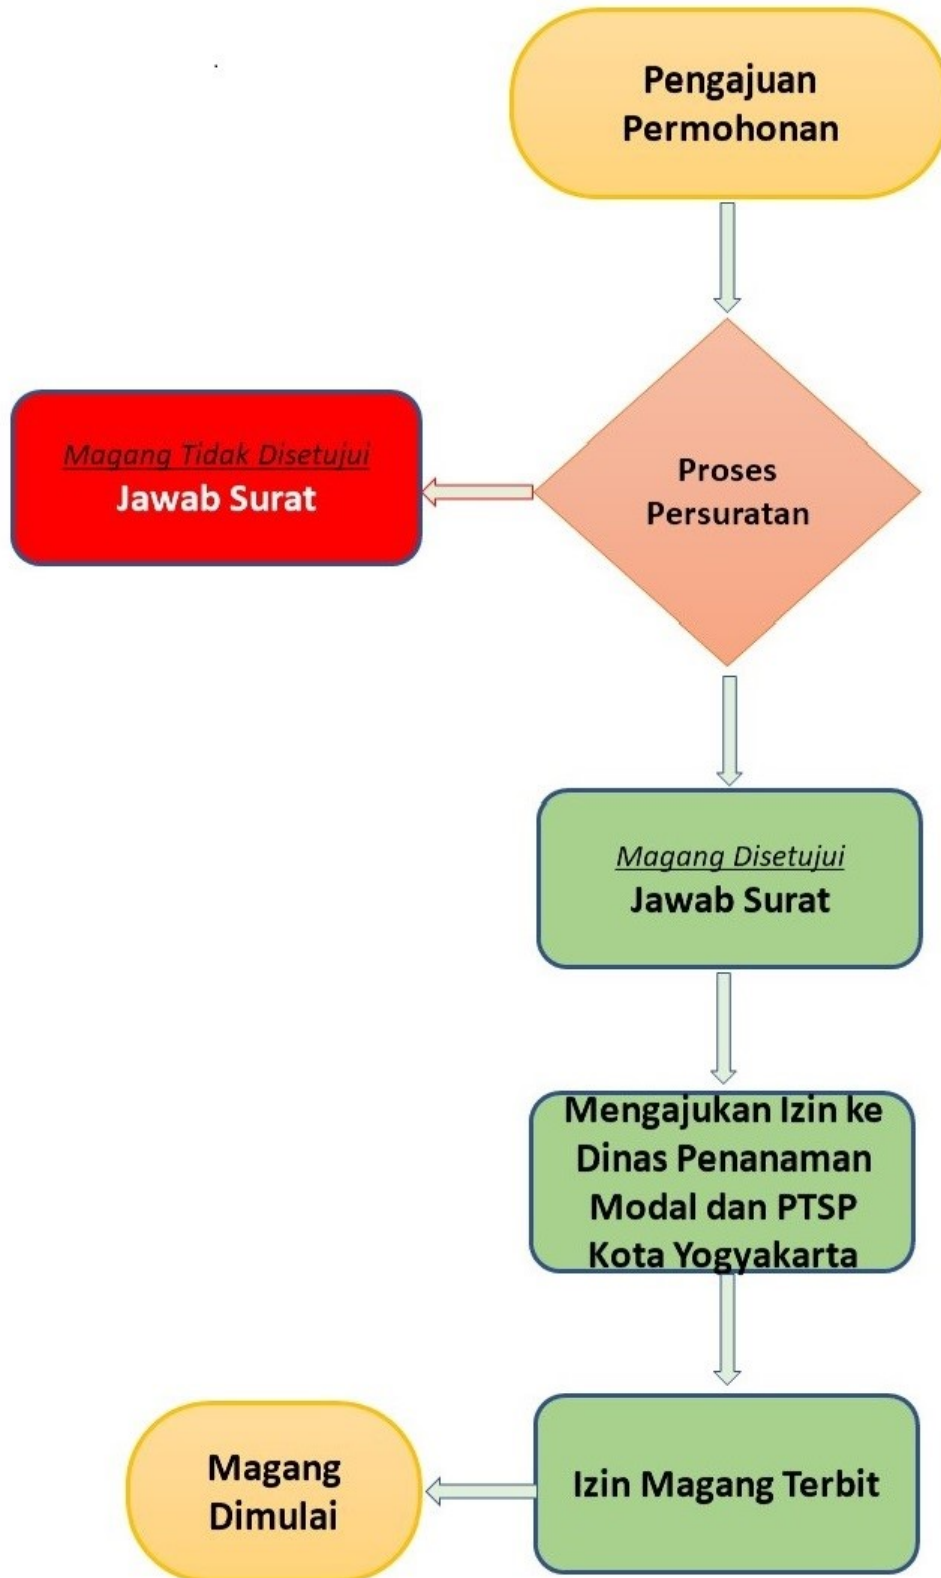 Pengajuan
Permohonan
Proses
Persuratan
Magang Tidak Disetujui
Jawab Surat
Magang Disetujui
Jawab Surat
Mengajukan Izin ke
Dinas Penanaman
Modal dan PTSP
Kota Yogyakarta
Izin Magang Terbit
Magang
Dimulai